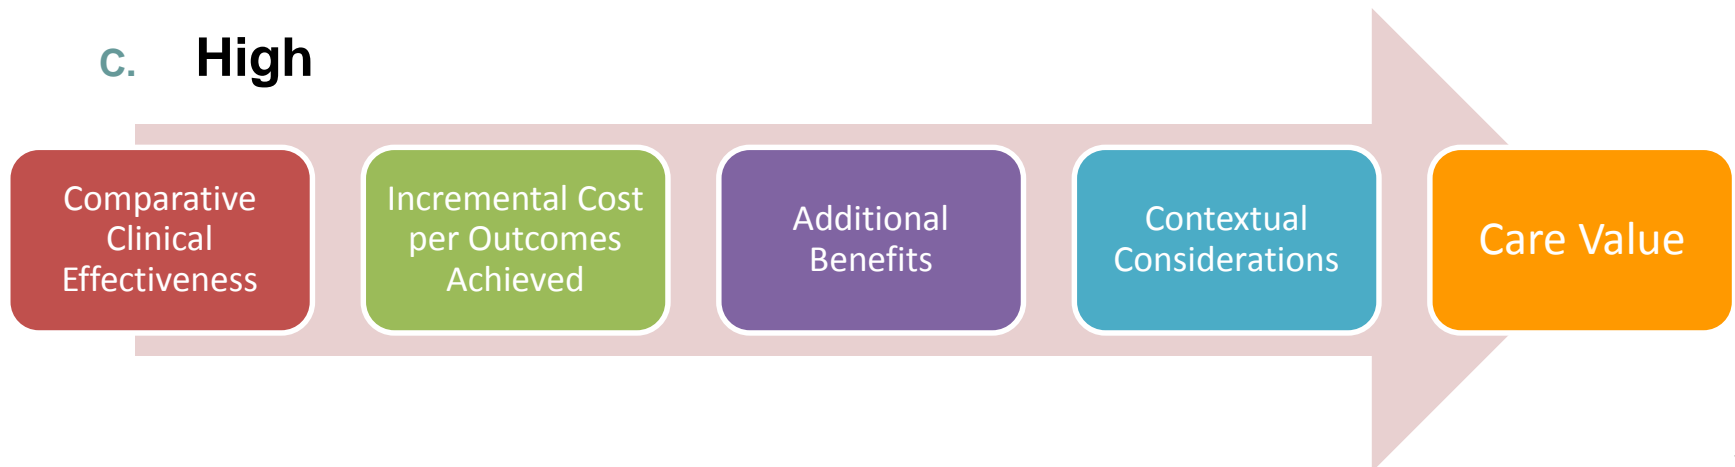 c. High
Comparative
Clinical
Effectiveness
Incremental Cost
per Outcomes
Achieved
Additional
Benefits
Contextual
Considerations
Care Value